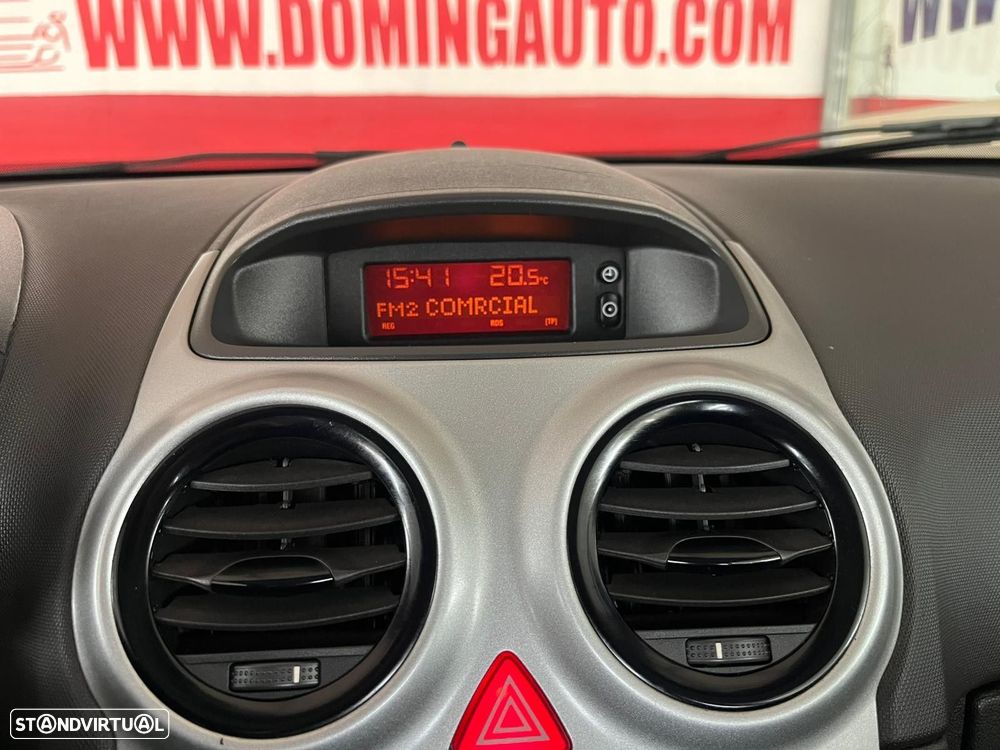 WWW.DOMINGAUTO.COM
15:41 20.5°C
FM2 COMRCIAL
REG RDS [TP]
STANDVIRTUAL